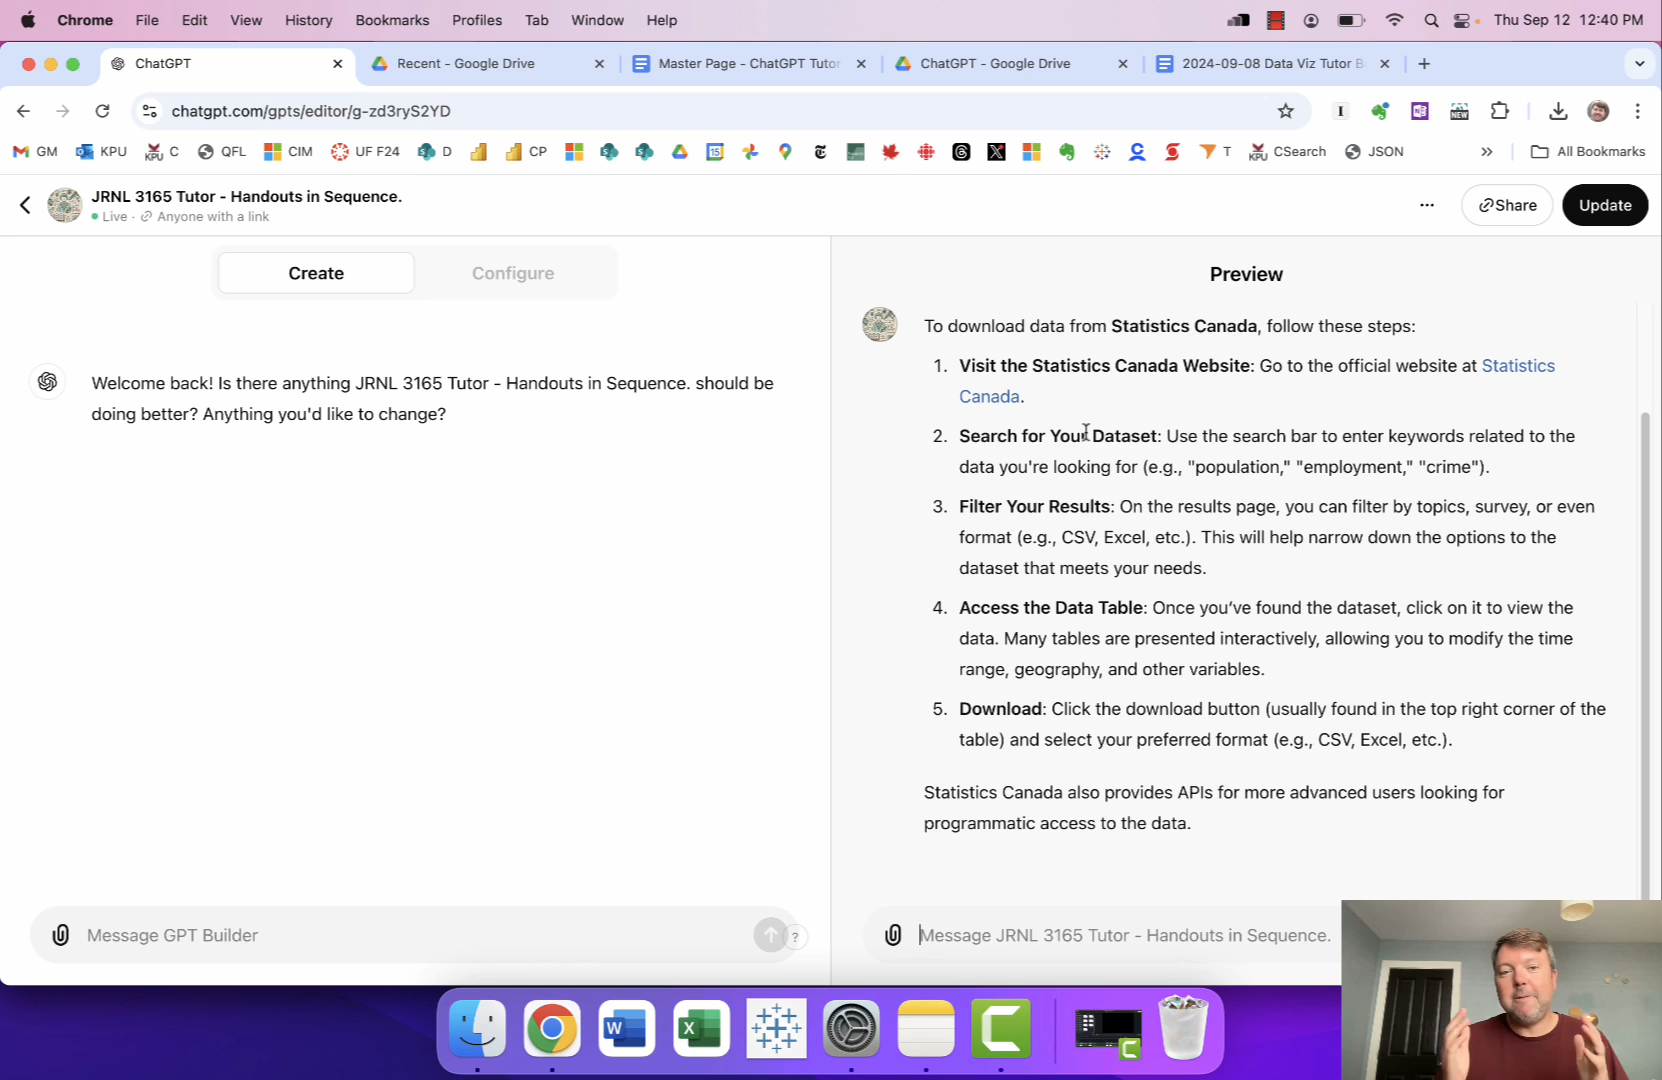 Chrome File Edit View History Bookmarks Profiles Tab Window Help Thu Sep 12 12:40 PM
ChatGPT Recent - Google Drive Master Page - ChatGPT Tutor ChatGPT - Google Drive 2024-09-08 Data Viz Tutor B
chatgpt.com/gpts/editor/g-zd3ryS2YD
GM KPU C QFL CIM UF F24 D CP T CSearch JSON All Bookmarks
JRNL 3165 Tutor - Handouts in Sequence.
Live · Anyone with a link
Share Update
Create Configure
Welcome back! Is there anything JRNL 3165 Tutor - Handouts in Sequence. should be
doing better? Anything you'd like to change?
Message GPT Builder
?
Preview
To download data from Statistics Canada, follow these steps:
1. Visit the Statistics Canada Website: Go to the official website at Statistics
Canada.
2. Search for Your Dataset: Use the search bar to enter keywords related to the
data you're looking for (e.g., "population," "employment," "crime").
3. Filter Your Results: On the results page, you can filter by topics, survey, or even
format (e.g., CSV, Excel, etc.). This will help narrow down the options to the
dataset that meets your needs.
4. Access the Data Table: Once you've found the dataset, click on it to view the
data. Many tables are presented interactively, allowing you to modify the time
range, geography, and other variables.
5. Download: Click the download button (usually found in the top right corner of the
table) and select your preferred format (e.g., CSV, Excel, etc.).
Statistics Canada also provides APIs for more advanced users looking for
programmatic access to the data.
Message JRNL 3165 Tutor - Handouts in Sequence.